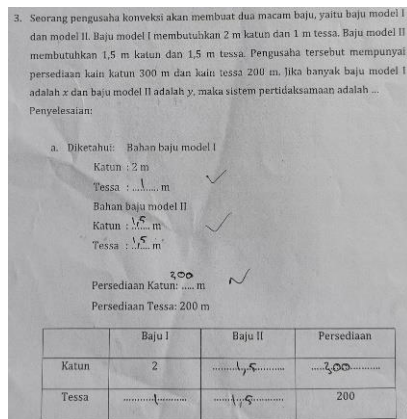 3. Seorang pengusaha konveksi akan membuat dua macam baju, yaitu baju model I
dan model II. Baju model I membutuhkan 2 m katun dan 1 m tessa. Baju model II
membutuhkan 1,5 m katun dan 1,5 m tessa. Pengusaha tersebut mempunyai
persediaan kain katun 300 m dan kain tessa 200 m. Jika banyak baju model I
adalah x dan baju model II adalah y, maka sistem pertidaksamaan adalah ...
Penyelesaian:
a. Diketahui: Bahan baju model I
Katun : 2 m
Tessa : ...1...... m
Bahan baju model II
Katun : 1,5 m
Tessa : 1,5 m
Persediaan Katun: 300 m
Persediaan Tessa: 200 m
Baju I Baju II Persediaan
Katun 2 1,5 300
Tessa 1 1,5 200